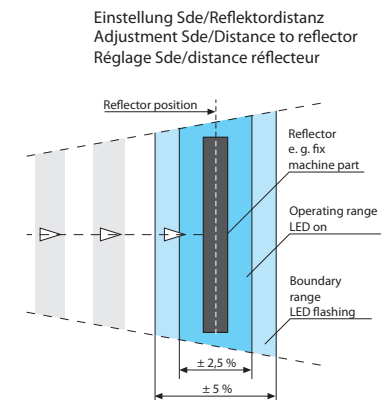 Einstellung Sde/Reflektordistanz
Adjustment Sde/Distance to reflector
Réglage Sde/distance réflecteur
Reflector position
Reflector
e. g. fix
machine part
Operating range
LED on
Boundary
range
LED flashing
± 2,5 %
± 5 %